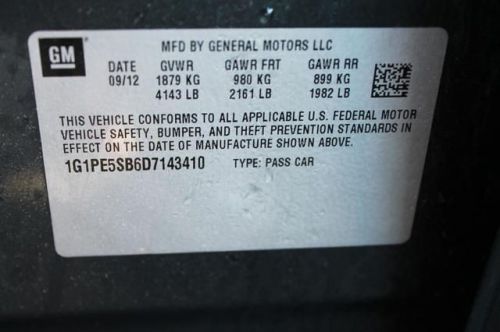 GM
MFD BY GENERAL MOTORS LLC
DATE GVWR GAWR FRT GAWR RR
09/12 1879 KG 980 KG 899 KG
4143 LB 2161 LB 1982 LB
THIS VEHICLE CONFORMS TO ALL APPLICABLE U.S. FEDERAL MOTOR
VEHICLE SAFETY, BUMPER, AND THEFT PREVENTION STANDARDS IN
EFFECT ON THE DATE OF MANUFACTURE SHOWN ABOVE.
1G1PE5SB6D7143410 TYPE: PASS CAR